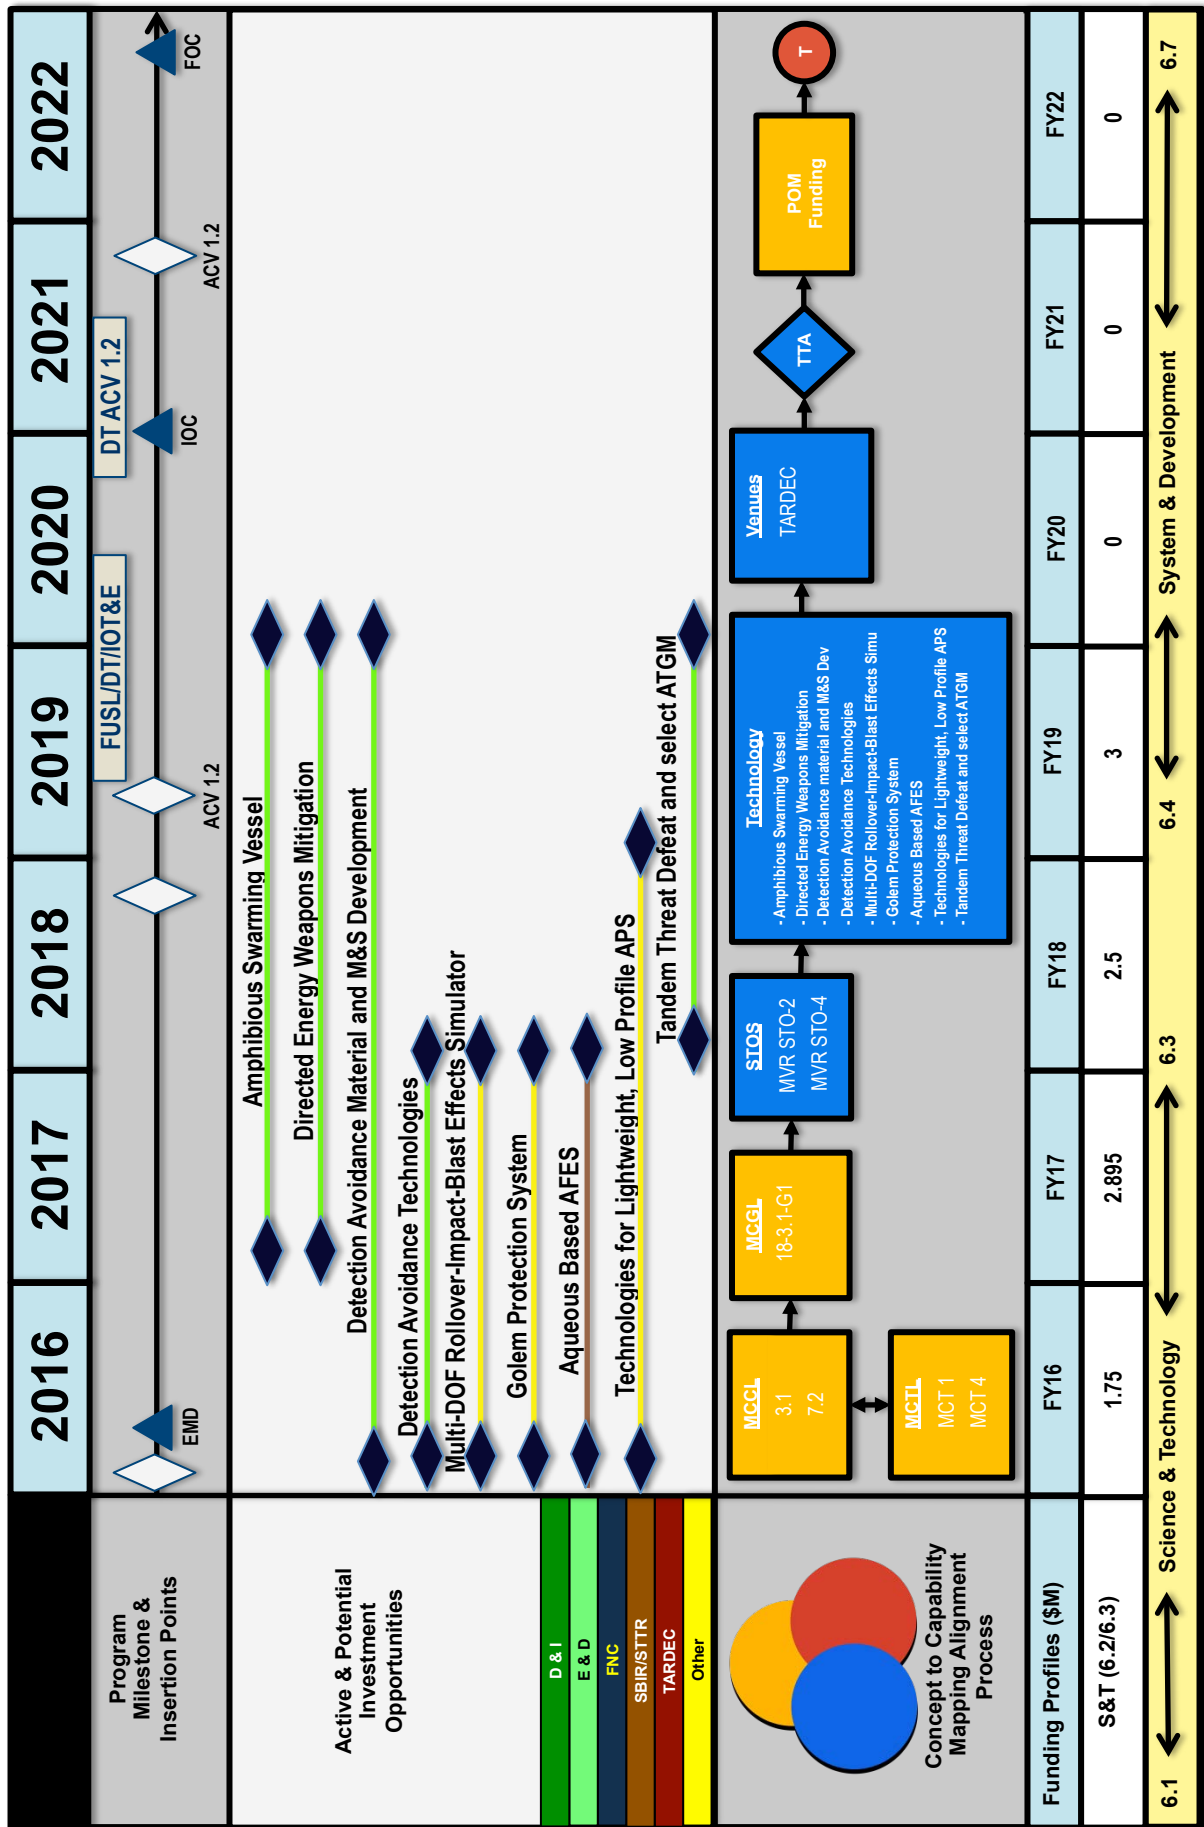 2016
2017
2018
2019
2020
2021
2022
Program
Milestone &
Insertion Points
FUSL/DT/IOT&E
DT ACV 1.2
EMD
ACV 1.2
IOC
ACV 1.2
FOC
Active & Potential
Investment
Opportunities
D & I
E & D
FNC
SBIR/STTR
TARDEC
Other
Amphibious Swarming Vessel
Directed Energy Weapons Mitigation
Detection Avoidance Material and M&S Development
Detection Avoidance Technologies
Multi-DOF Rollover-Impact-Blast Effects Simulator
Golem Protection System
Aqueous Based AFES
Technologies for Lightweight, Low Profile APS
Tandem Threat Defeat and select ATGM
Concept to Capability
Mapping Alignment
Process
MCCL
3.1
7.2
MCTL
MCT 1
MCT 4
MCGL
18-3.1-G1
STOS
MVR STO-2
MVR STO-4
Technology
- Amphibious Swarming Vessel
- Directed Energy Weapons Mitigation
- Detection Avoidance material and M&S Dev
- Detection Avoidance Technologies
- Multi-DOF Rollover-Impact-Blast Effects Simu
- Golem Protection System
- Aqueous Based AFES
- Technologies for Lightweight, Low Profile APS
- Tandem Threat Defeat and select ATGM
Venues
TARDEC
TTA
POM
Funding
T
Funding Profiles ($M)
FY16
FY17
FY18
FY19
FY20
FY21
FY22
S&T (6.2/6.3)
1.75
2.895
2.5
3
0
0
0
6.1
Science & Technology
6.3
6.4
System & Development
6.7